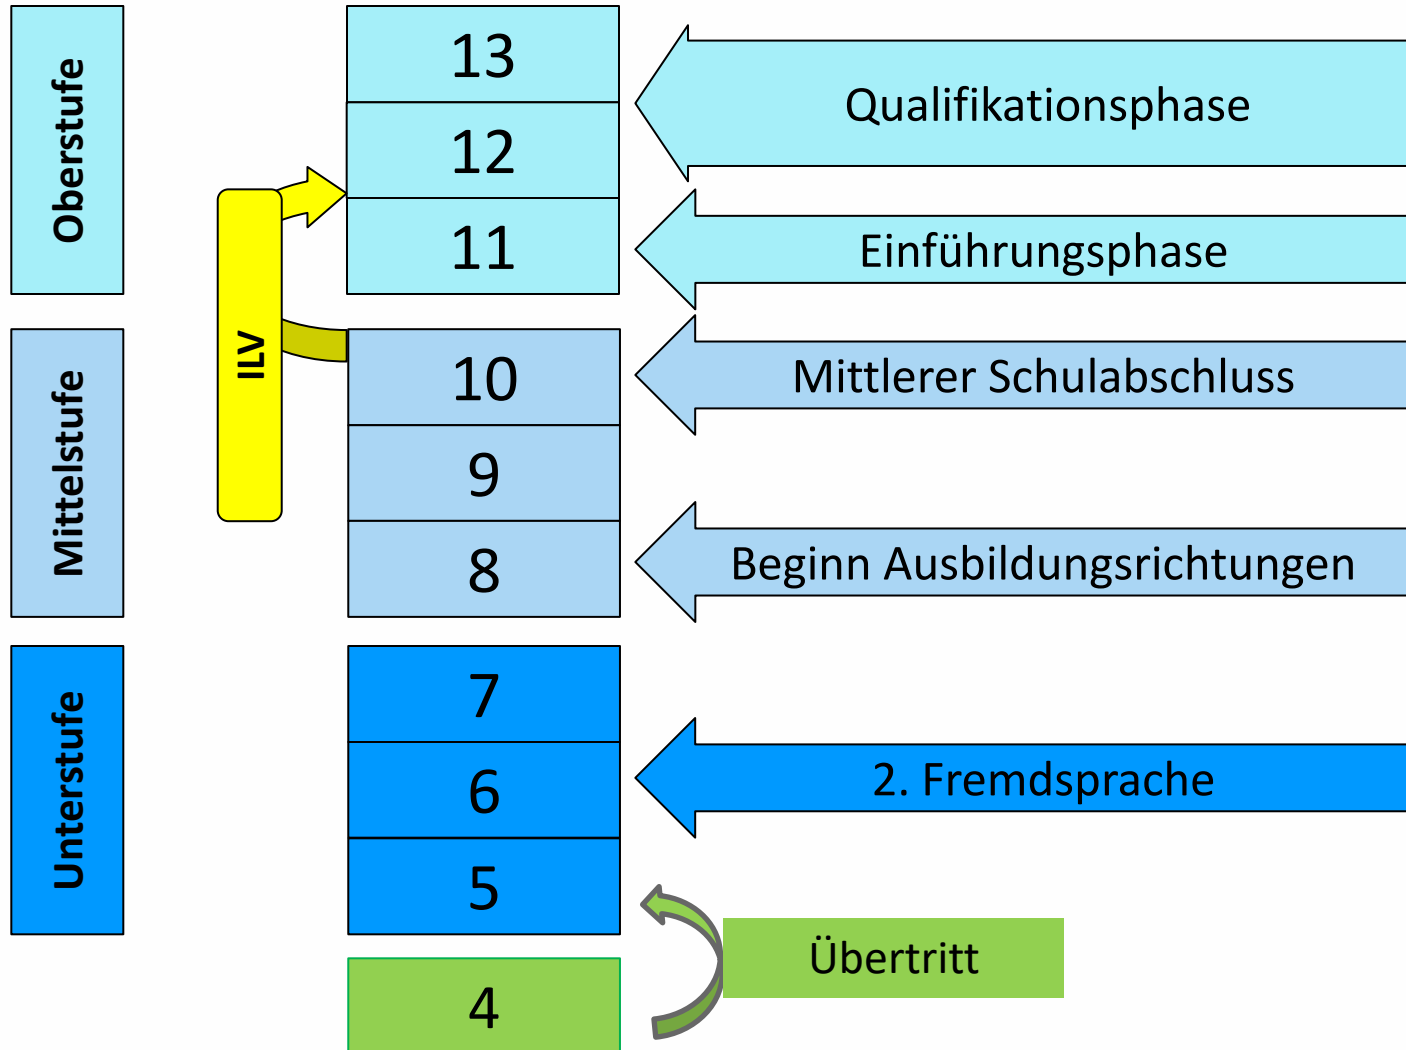 Oberstufe
13
12
11
Qualifikationsphase
Einführungsphase
ILV
Mittelstufe
10
9
8
Mittlerer Schulabschluss
Beginn Ausbildungsrichtungen
Unterstufe
7
6
5
2. Fremdsprache
4
Übertritt